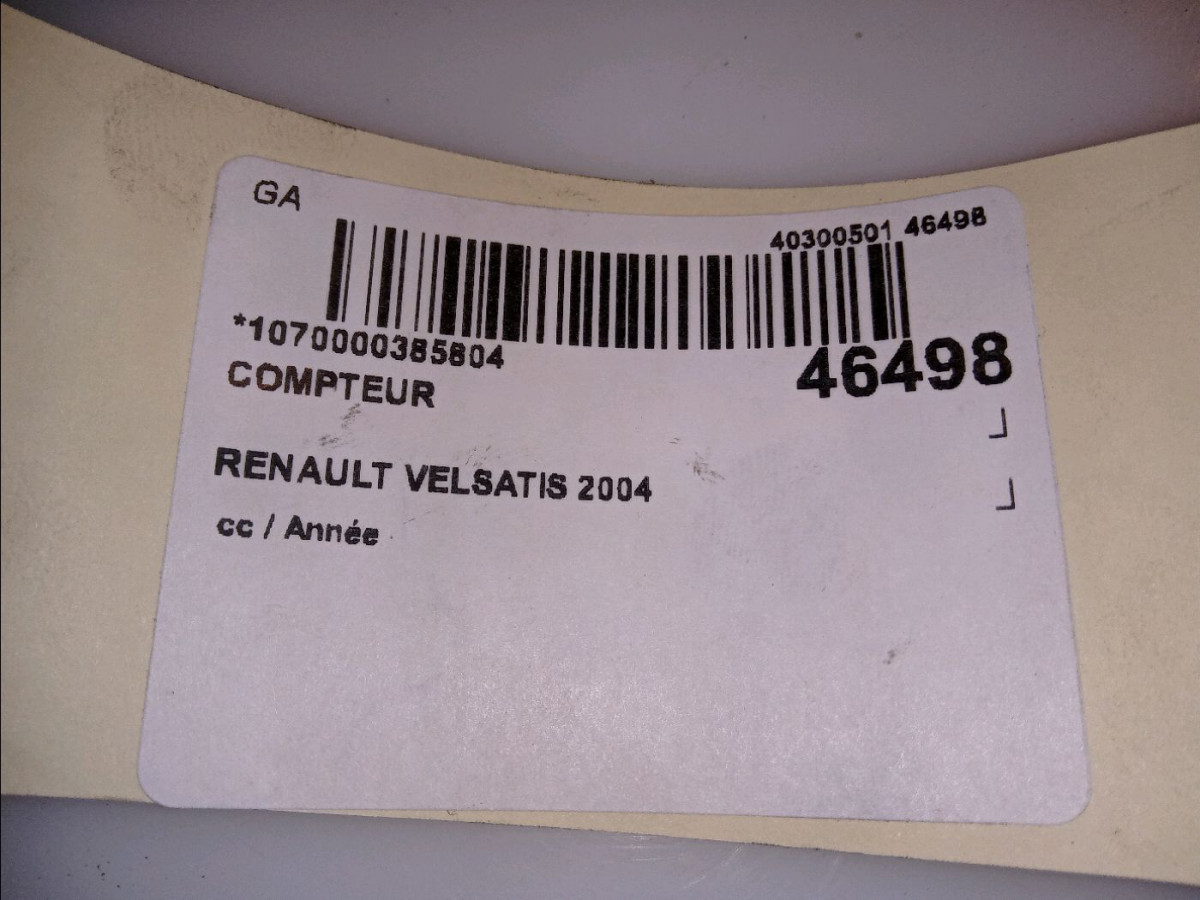 GA
40300501 46498
*1070000385804
46498
COMPTEUR
RENAULT VELSATIS 2004
cc / Année